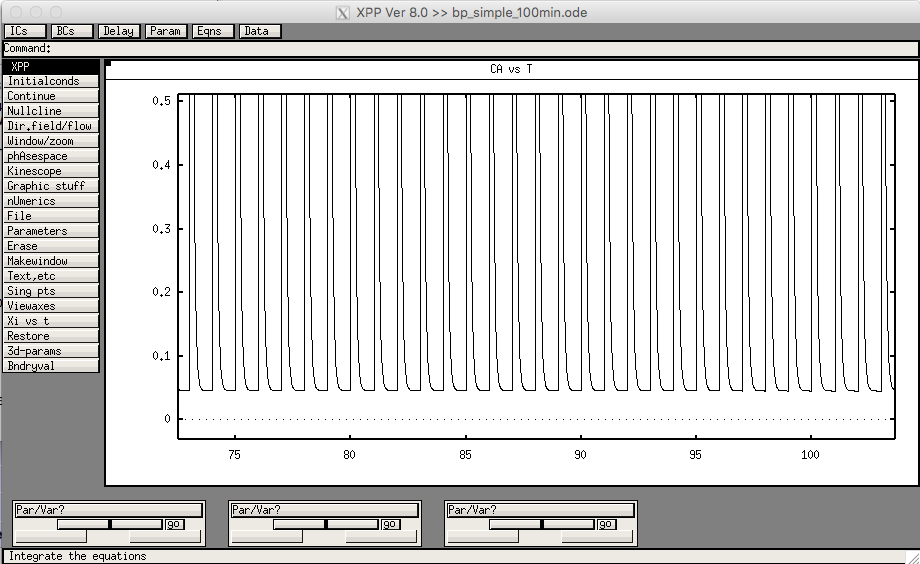 XPP Ver 8.0 >> bp_simple_100min.ode
ICs BCs Delay Param Eqns Data
Command:
XPP
Initialconds
Continue
Nullcline
Dir.field/flow
Window/zoom
phAsespace
Kinescope
Graphic stuff
nUmerics
File
Parameters
Erase
Makewindow
Text,etc
Sing pts
Viewaxes
Xi vs t
Restore
3d-params
Bndryval
CA vs T
0.5
0.4
0.3
0.2
0.1
0
75 80 85 90 95 100
Par/Var? Par/Var? Par/Var?
go go go
Integrate the equations